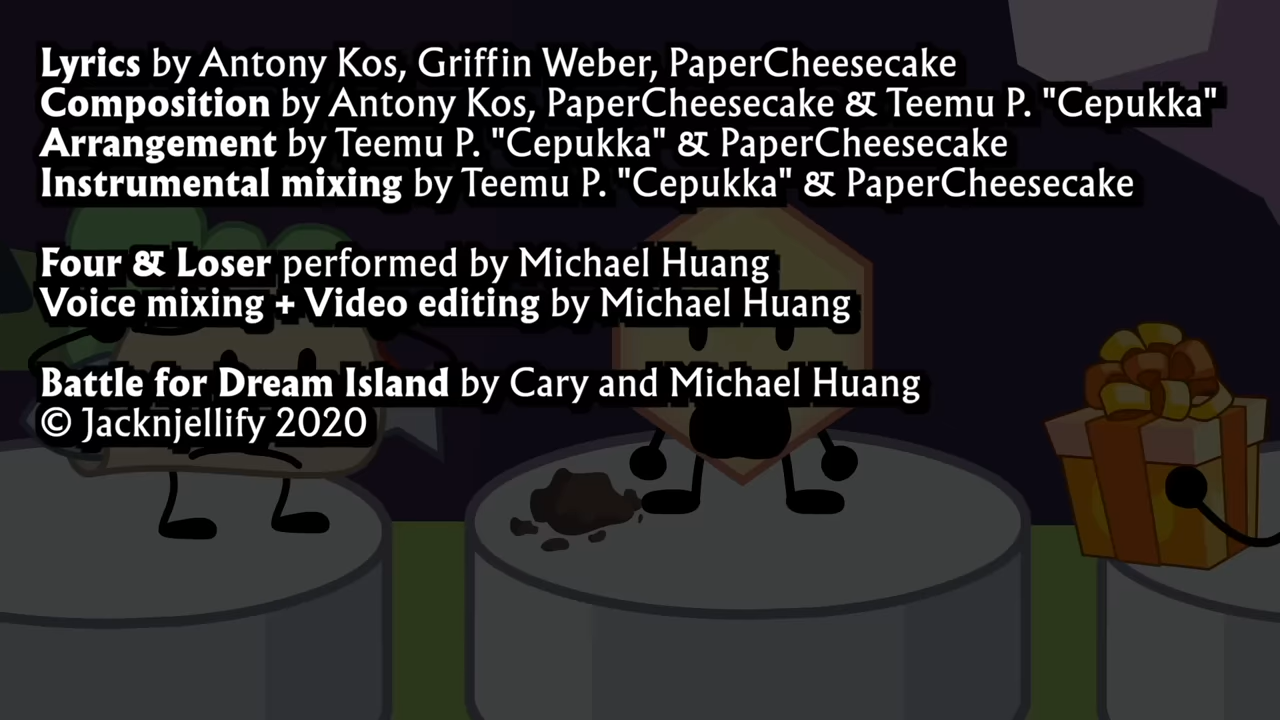 Lyrics by Antony Kos, Griffin Weber, PaperCheesecake
Composition by Antony Kos, PaperCheesecake & Teemu P. "Cepukka"
Arrangement by Teemu P. "Cepukka" & PaperCheesecake
Instrumental mixing by Teemu P. "Cepukka" & PaperCheesecake
Four & Loser performed by Michael Huang
Voice mixing + Video editing by Michael Huang
Battle for Dream Island by Cary and Michael Huang
© Jacknjellify 2020